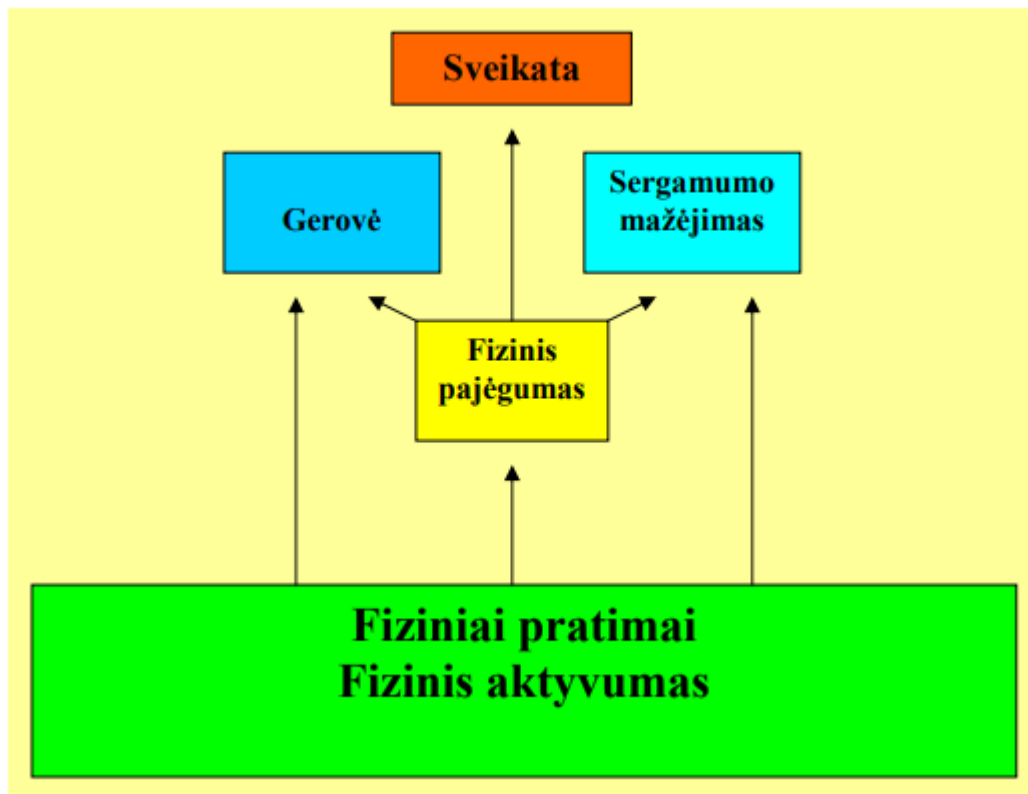 Sveikata
Gerovė
Sergamumo
mažėjimas
Fizinis
pajėgumas
Fiziniai pratimai
Fizinis aktyvumas